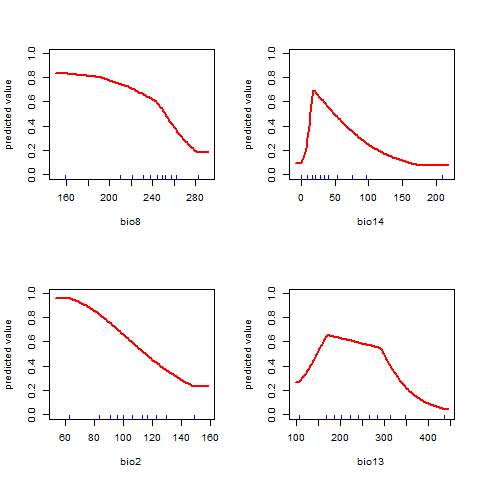 predicted value
0.0 0.2 0.4 0.6 0.8 1.0
160 200 240 280
bio8
predicted value
0.0 0.2 0.4 0.6 0.8 1.0
0 50 100 150 200
bio14
predicted value
0.0 0.2 0.4 0.6 0.8 1.0
60 80 100 120 140 160
bio2
predicted value
0.0 0.2 0.4 0.6 0.8 1.0
100 200 300 400
bio13